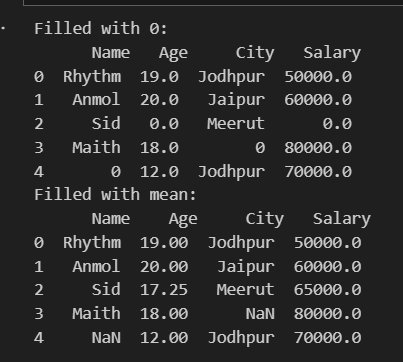 Filled with 0:
Name Age City Salary
0 Rhythm 19.0 Jodhpur 50000.0
1 Anmol 20.0 Jaipur 60000.0
2 Sid 0.0 Meerut 0.0
3 Maith 18.0 0 80000.0
4 0 12.0 Jodhpur 70000.0
Filled with mean:
Name Age City Salary
0 Rhythm 19.00 Jodhpur 50000.0
1 Anmol 20.00 Jaipur 60000.0
2 Sid 17.25 Meerut 65000.0
3 Maith 18.00 NaN 80000.0
4 NaN 12.00 Jodhpur 70000.0